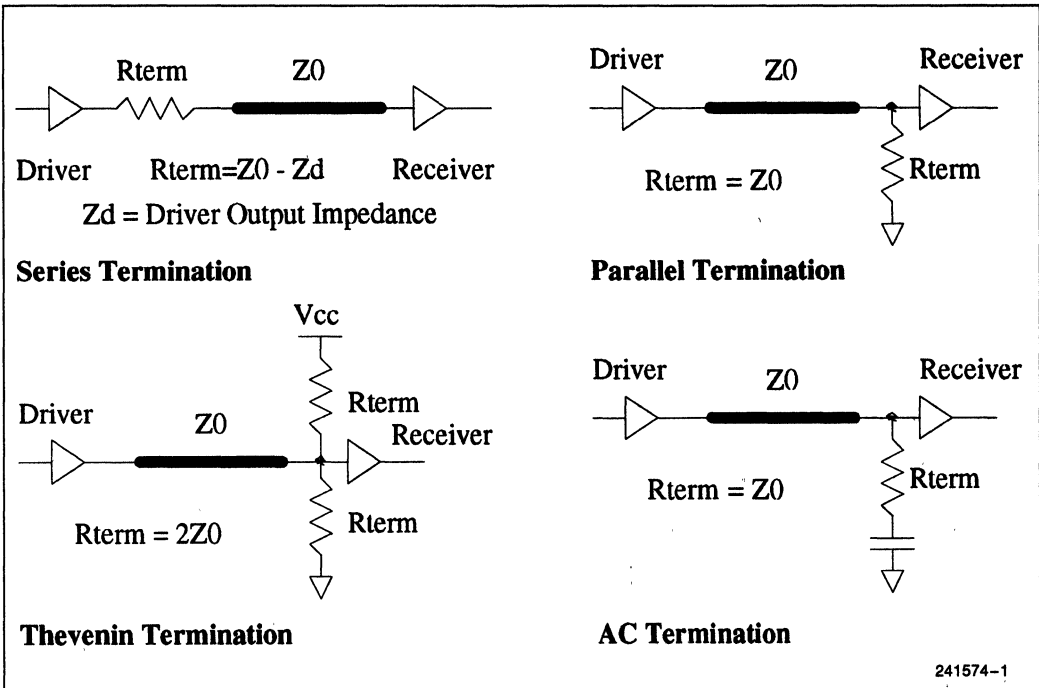 Rterm Z0
Driver Rterm=Z0 - Zd Receiver
Zd = Driver Output Impedance
Series Termination
Driver Z0 Receiver
Rterm
Rterm = Z0
Parallel Termination
Vcc
Rterm
Driver Z0 Receiver
Rterm
Rterm = 2Z0
Thevenin Termination
Driver Z0 Receiver
Rterm
Rterm = Z0
AC Termination
241574-1